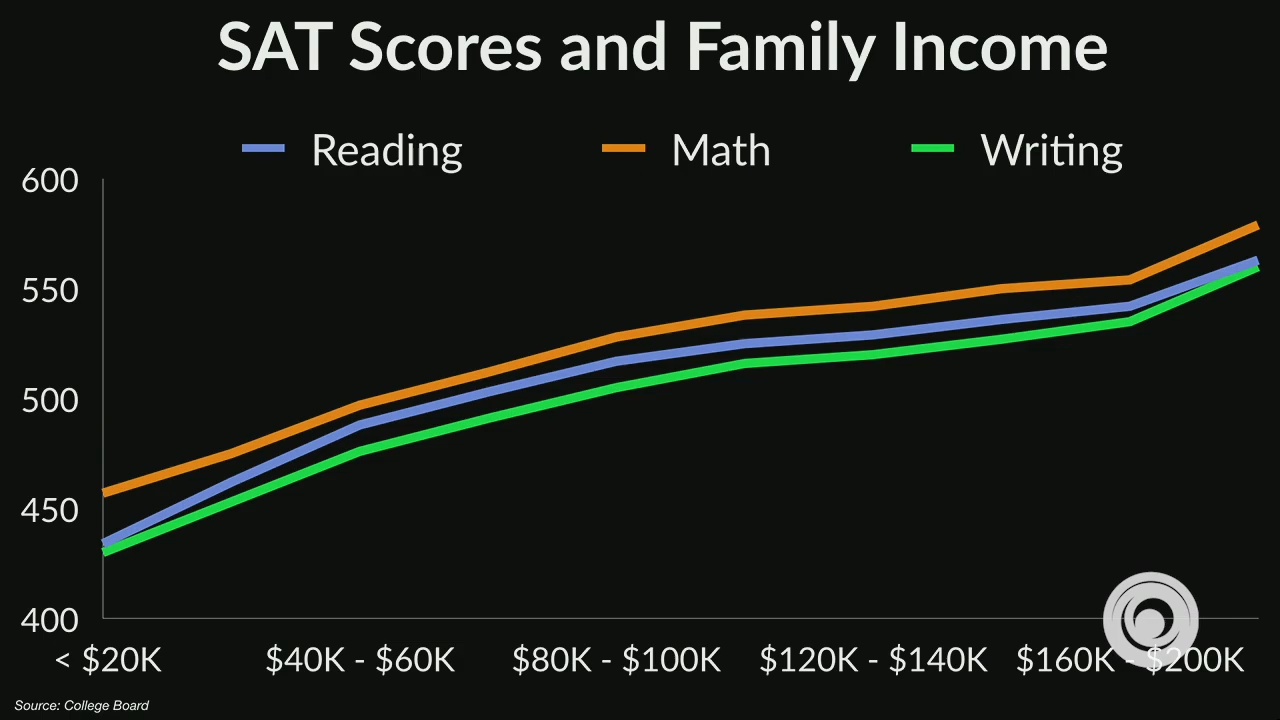 SAT Scores and Family Income
Reading Math Writing
600
550
500
450
400
< $20K $40K - $60K $80K - $100K $120K - $140K $160K - $200K
Source: College Board